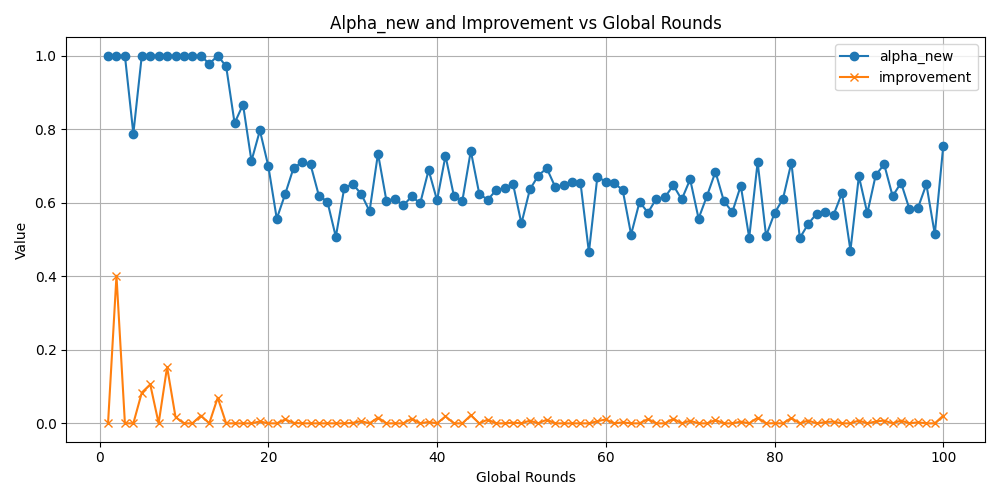 Alpha_new and Improvement vs Global Rounds
alpha_new
improvement
Value
1.0
0.8
0.6
0.4
0.2
0.0
0
20
40
60
80
100
Global Rounds